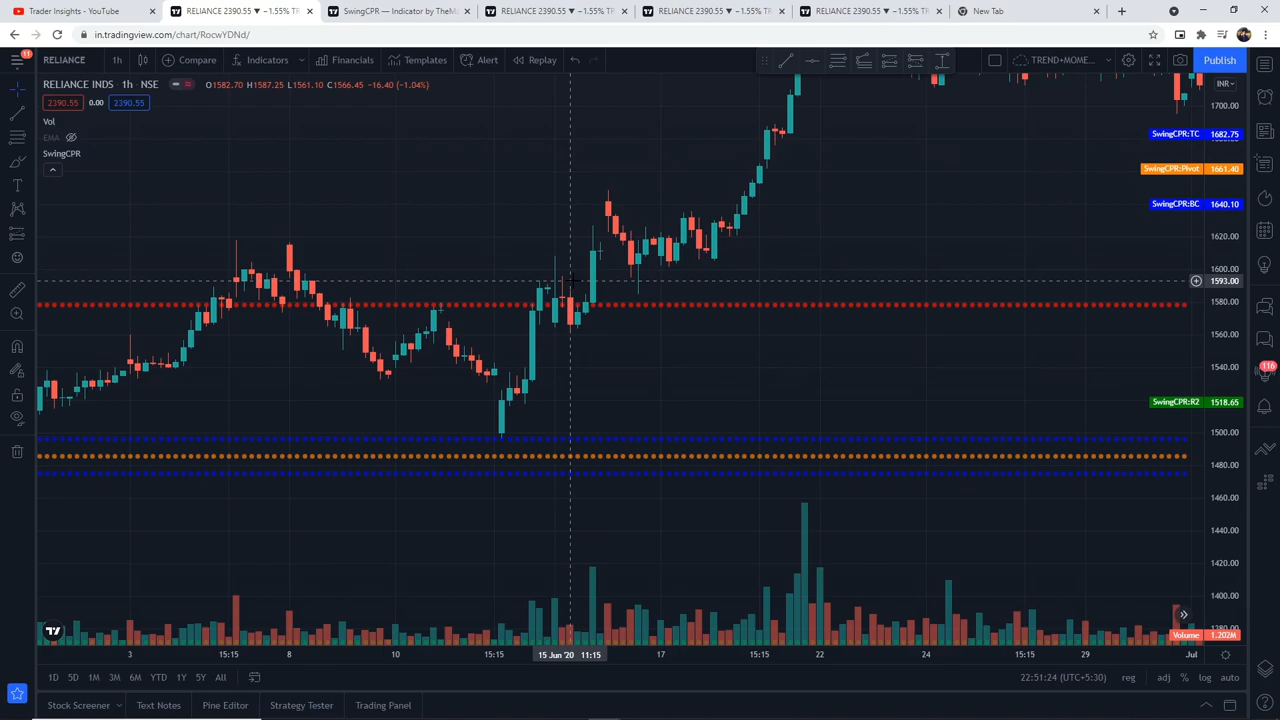 Trader Insights - YouTube
RELIANCE 2390.55 ▼ −1.55% TR
SwingCPR — Indicator by TheM
RELIANCE 2390.55 ▼ −1.55% TR
RELIANCE 2390.55 ▼ −1.55% TR
RELIANCE 2390.55 ▼ −1.55% TR
New Tab
in.tradingview.com/chart/RocwYDNd/
11
RELIANCE
1h
Compare
Indicators
Financials
Templates
Alert
Replay
TREND+MOME...
Publish
RELIANCE INDS · 1h · NSE
O1582.70 H1587.25 L1561.10 C1566.45 −16.40 (−1.04%)
INR
2390.55 0.00 2390.55
Vol
EMA
SwingCPR
1700.00
SwingCPR:TC 1682.75
SwingCPR:Pivot 1661.40
SwingCPR:BC 1640.10
1620.00
1600.00
1593.00
1580.00
1560.00
1540.00
116
SwingCPR:R2 1518.65
1500.00
1480.00
1460.00
1440.00
1420.00
1400.00
1380.00
Volume 1.202M
3
15:15
8
10
15:15
15 Jun '20 11:15
17
15:15
22
24
15:15
29
Jul
1D 5D 1M 3M 6M YTD 1Y 5Y All
22:51:24 (UTC+5:30)
reg
adj
%
log
auto
Stock Screener
Text Notes
Pine Editor
Strategy Tester
Trading Panel